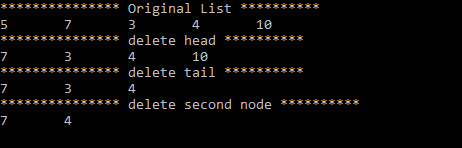 *************** Original List **********
5 7 3 4 10
*************** delete head **********
7 3 4 10
*************** delete tail **********
7 3 4
*************** delete second node **********
7 4